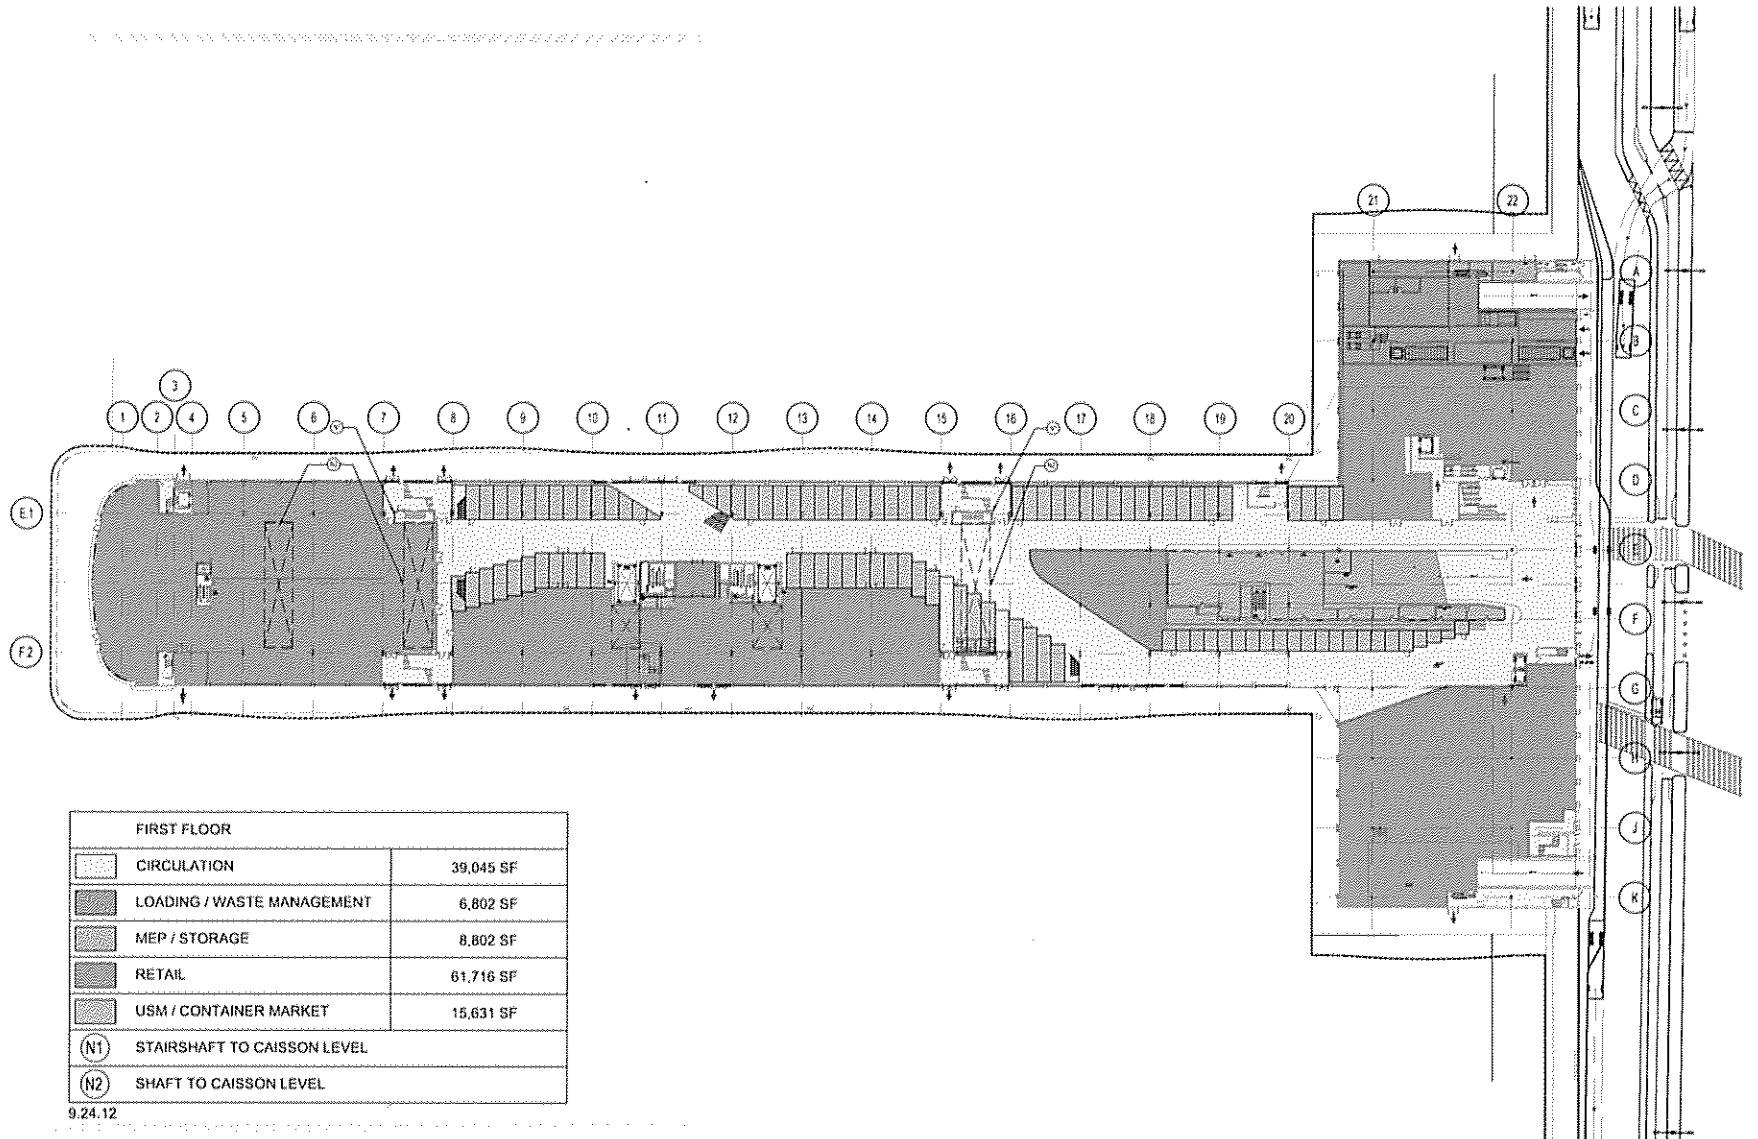 21 22
A
B
3
1 2 4 5 6 7 8 9 10 11 12 13 14 15 16 17 18 19 20
C
N2
D
E.1
E
F
F.2
G
H
J
K
FIRST FLOOR
CIRCULATION 39,045 SF
LOADING / WASTE MANAGEMENT 6,802 SF
MEP / STORAGE 8,802 SF
RETAIL 61,716 SF
USM / CONTAINER MARKET 15,631 SF
N1 STAIRSHAFT TO CAISSON LEVEL
N2 SHAFT TO CAISSON LEVEL
9.24.12